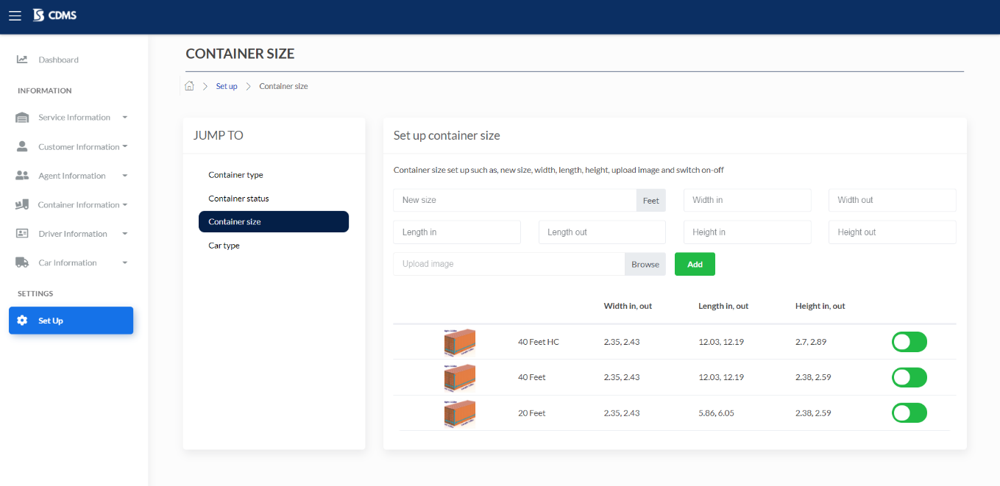 CDMS
Dashboard
INFORMATION
Service Information
Customer Information
Agent Information
Container Information
Driver Information
Car Information
SETTINGS
Set Up
CONTAINER SIZE
Set up
Container size
JUMP TO
Container type
Container status
Container size
Car type
Set up container size
Container size set up such as, new size, width, length, height, upload image and switch on-off
New size Feet Width in Width out
Length in Length out Height in Height out
Upload image Browse Add
Width in, out Length in, out Height in, out
40 Feet HC 2.35, 2.43 12.03, 12.19 2.7, 2.89
40 Feet 2.35, 2.43 12.03, 12.19 2.38, 2.59
20 Feet 2.35, 2.43 5.86, 6.05 2.38, 2.59